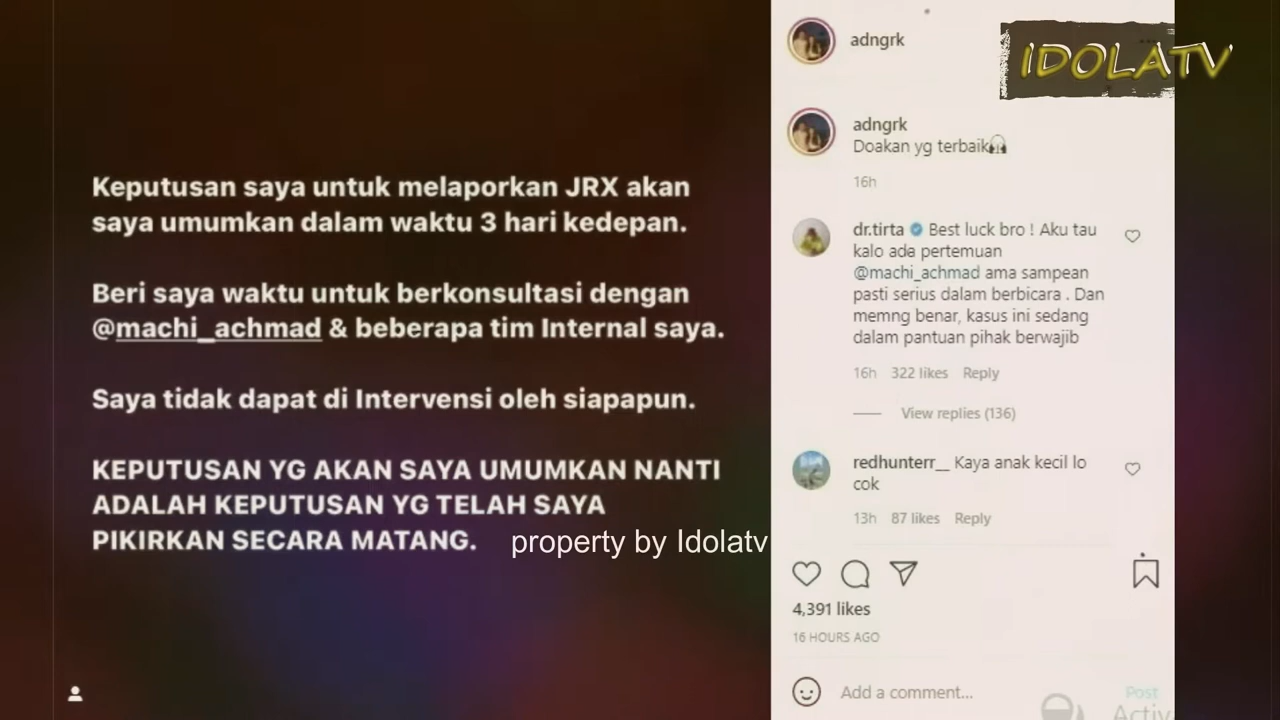 Keputusan saya untuk melaporkan JRX akan
saya umumkan dalam waktu 3 hari kedepan.
Beri saya waktu untuk berkonsultasi dengan
@machi_achmad & beberapa tim Internal saya.
Saya tidak dapat di Intervensi oleh siapapun.
KEPUTUSAN YG AKAN SAYA UMUMKAN NANTI
ADALAH KEPUTUSAN YG TELAH SAYA
PIKIRKAN SECARA MATANG.
property by Idolatv
IDOLATV
adngrk
adngrk
Doakan yg terbaik
16h
dr.tirta Best luck bro ! Aku tau
kalo ada pertemuan
@machi_achmad ama sampean
pasti serius dalam berbicara . Dan
memng benar, kasus ini sedang
dalam pantuan pihak berwajib
16h 322 likes Reply
View replies (136)
redhunterr__ Kaya anak kecil lo
cok
13h 87 likes Reply
4,391 likes
16 HOURS AGO
Add a comment...
Post
Activ